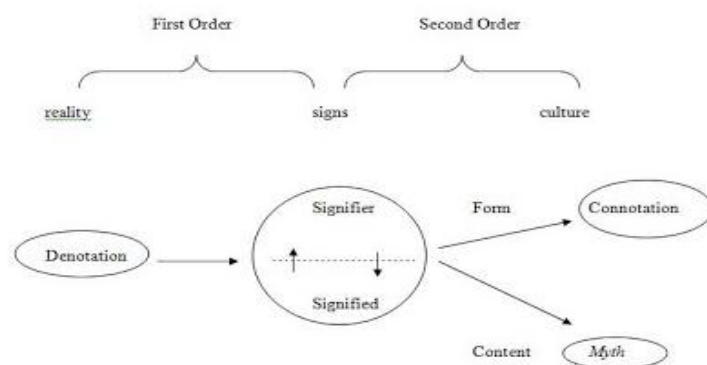 First Order Second Order
reality signs culture
Signifier Form Connotation
Denotation
Signified
Content Myth